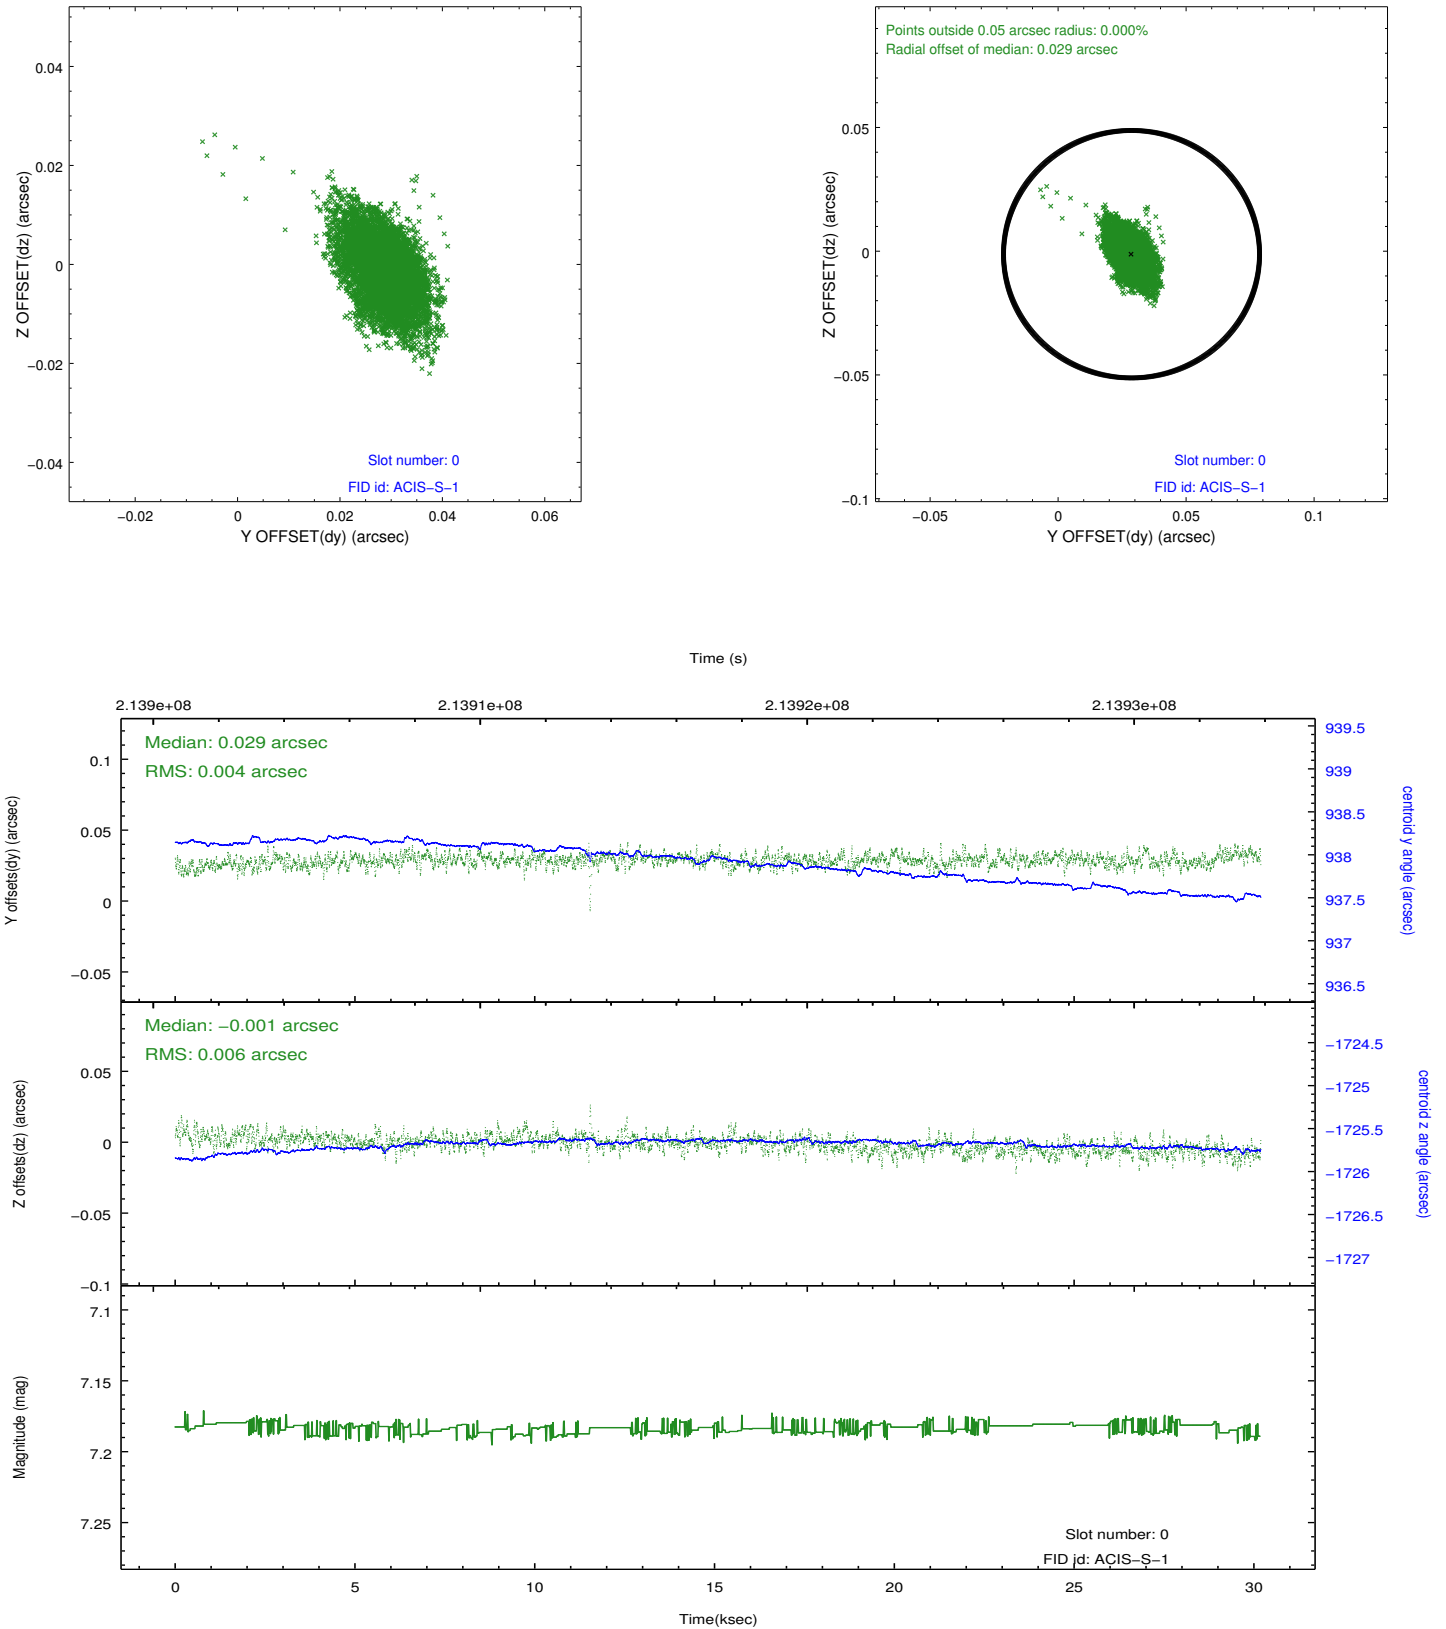 0.04
0.02
0
−0.02
−0.04
Z OFFSET(dz) (arcsec)
Slot number: 0
FID id: ACIS−S−1
−0.02
0
0.02
0.04
0.06
Y OFFSET(dy) (arcsec)
Points outside 0.05 arcsec radius: 0.000%
Radial offset of median: 0.029 arcsec
0.05
0
−0.05
−0.1
Z OFFSET(dz) (arcsec)
Slot number: 0
FID id: ACIS−S−1
−0.05
0
0.05
0.1
Y OFFSET(dy) (arcsec)
Time (s)
2.139e+08
2.1391e+08
2.1392e+08
2.1393e+08
Median: 0.029 arcsec
RMS: 0.004 arcsec
0.1
0.05
0
−0.05
Y offsets(dy) (arcsec)
939.5
939
938.5
938
937.5
937
936.5
centroid y angle (arcsec)
Median: −0.001 arcsec
RMS: 0.006 arcsec
0.05
0
−0.05
−0.1
Z offsets(dz) (arcsec)
−1724.5
−1725
−1725.5
−1726
−1726.5
−1727
centroid z angle (arcsec)
7.1
7.15
7.2
7.25
Magnitude (mag)
Slot number: 0
FID id: ACIS−S−1
0
5
10
15
20
25
30
Time(ksec)